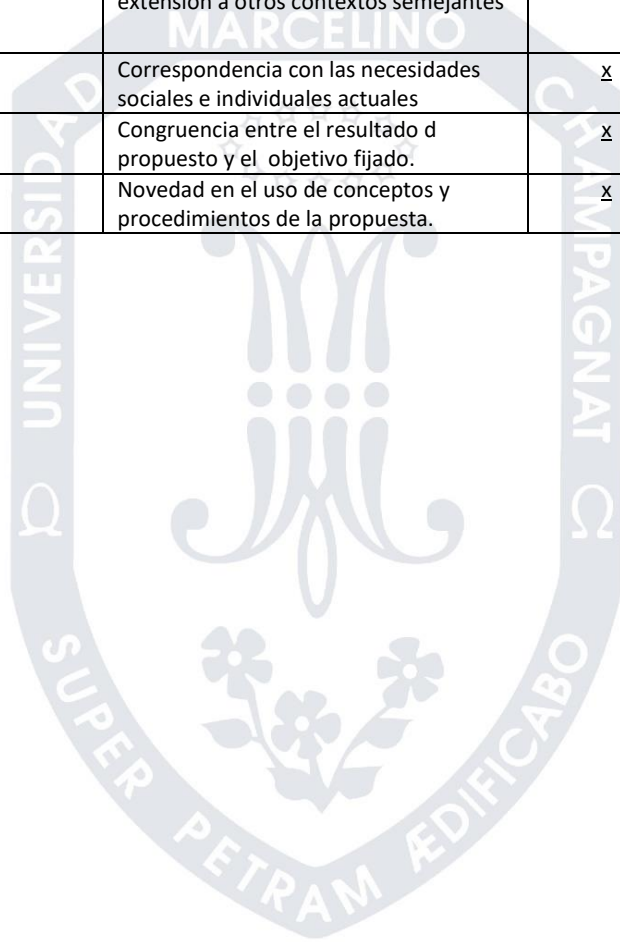 extensión a otros contextos semejantes
Correspondencia con las necesidades x
sociales e individuales actuales
Congruencia entre el resultado d x
propuesto y el objetivo fijado.
Novedad en el uso de conceptos y x
procedimientos de la propuesta.
UNIVERSIDAD MARCELINO CHAMPAGNAT
Ω Ω
SUPER PETRAM ÆDIFICABO